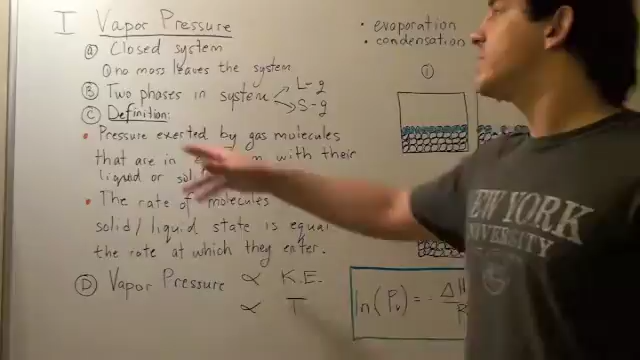 I Vapor Pressure
A Closed system
no mass leaves the system
B Two phases in system
L-g
S-g
C Definition:
• Pressure exerted by gas molecules
that are in with their
liquid or
• The rate of molecules
solid/liquid state is equal
the rate at which they enter.
D Vapor Pressure ∝ K.E.
∝ T
• evaporation
• condensation
1
ln(Pv) = - ΔH
R
NEW YORK